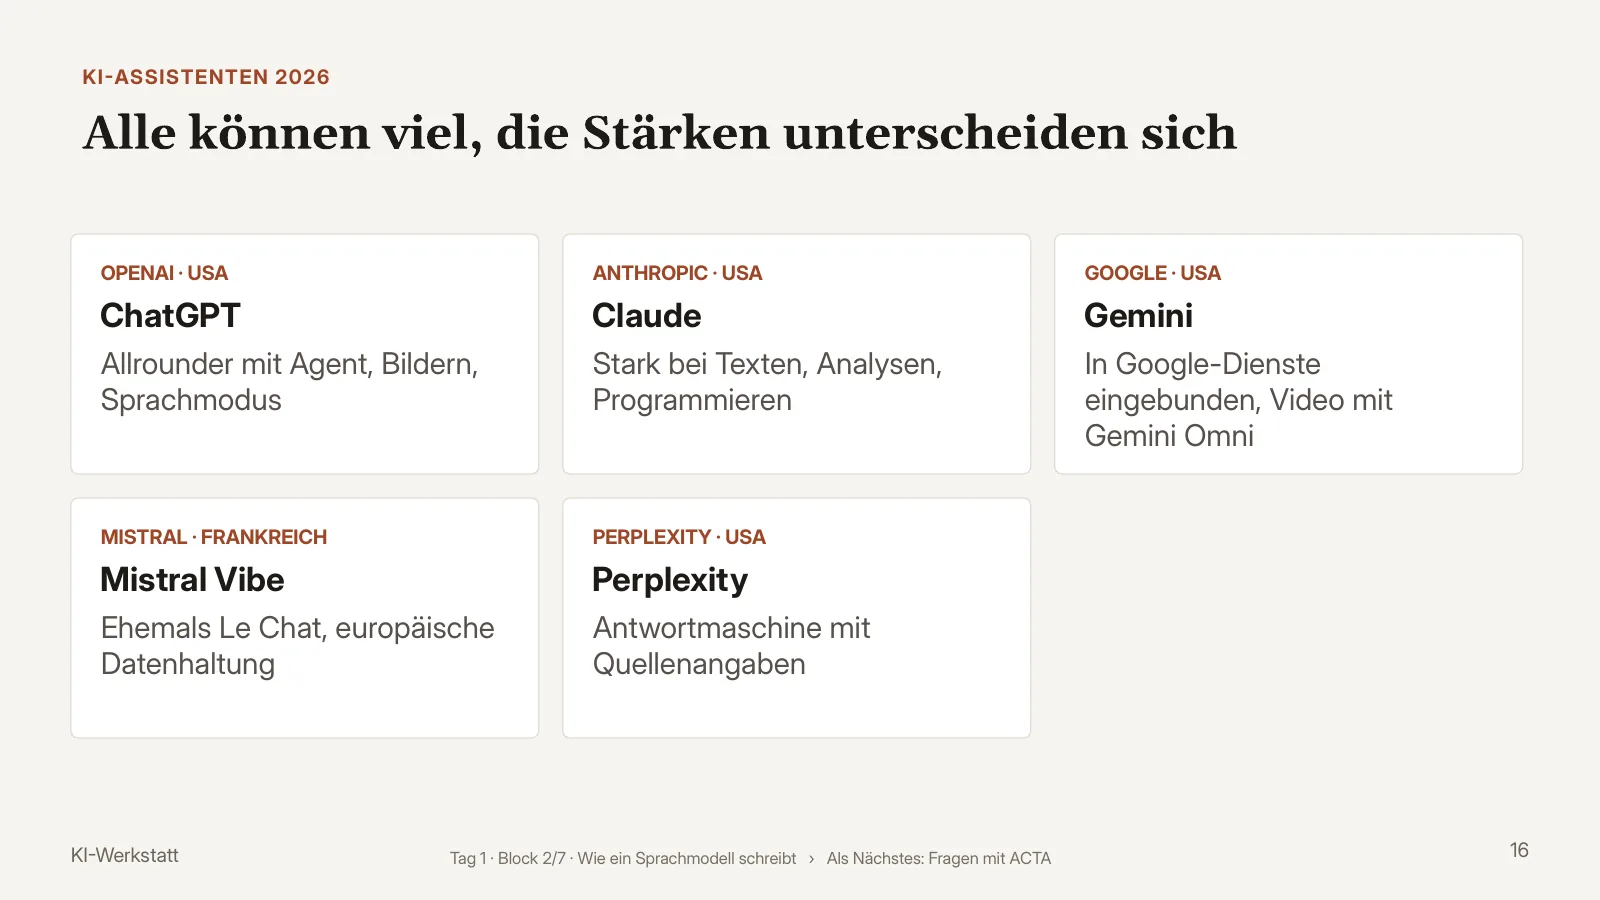 KI-ASSISTENTEN 2026
Alle können viel, die Stärken unterscheiden sich
OPENAI · USA
ChatGPT
Allrounder mit Agent, Bildern,
Sprachmodus
ANTHROPIC · USA
Claude
Stark bei Texten, Analysen,
Programmieren
GOOGLE · USA
Gemini
In Google-Dienste
eingebunden, Video mit
Gemini Omni
MISTRAL · FRANKREICH
Mistral Vibe
Ehemals Le Chat, europäische
Datenhaltung
PERPLEXITY · USA
Perplexity
Antwortmaschine mit
Quellenangaben
KI-Werkstatt
Tag 1 · Block 2/7 · Wie ein Sprachmodell schreibt › Als Nächstes: Fragen mit ACTA
16